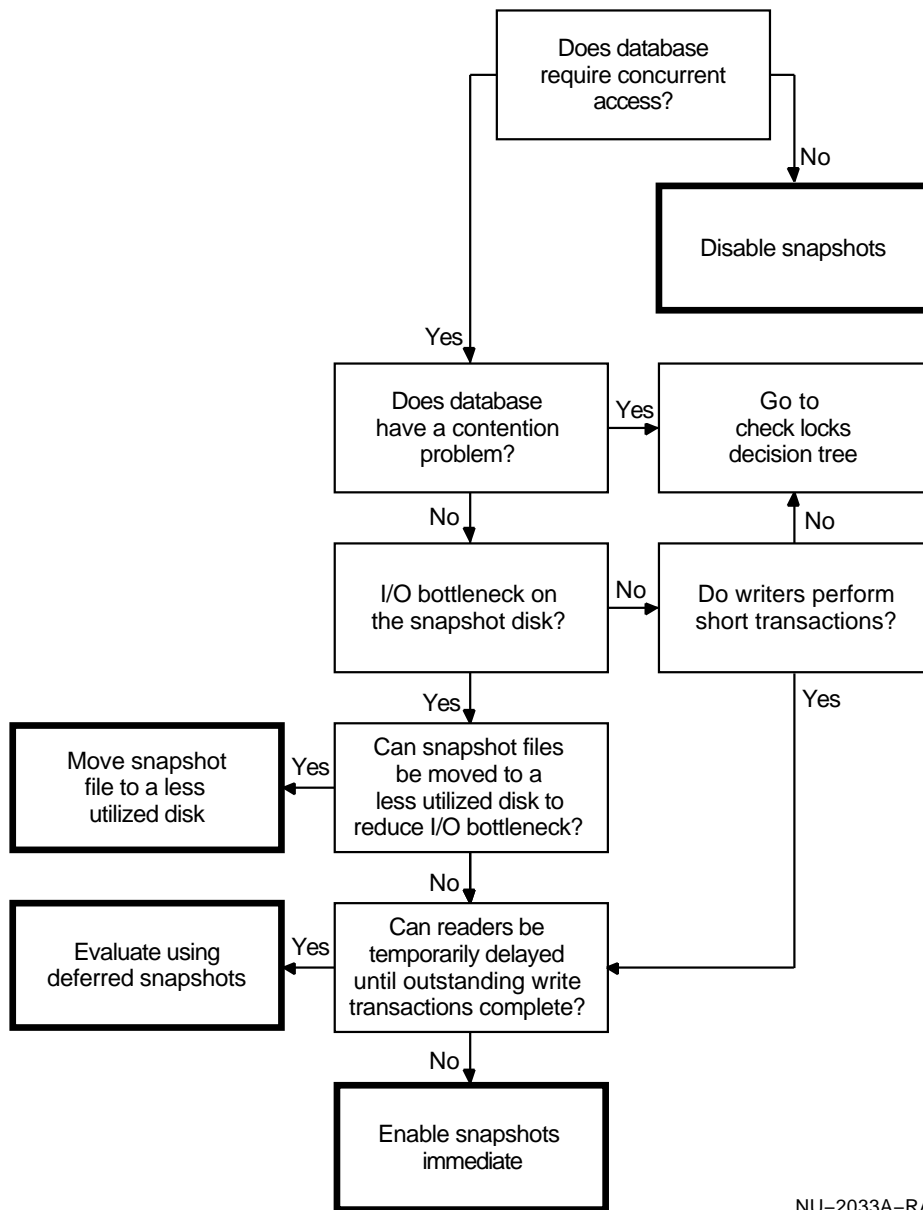 Does database
require concurrent
access?
No
Disable snapshots
Yes
Does database
have a contention
problem?
Yes
Go to
check locks
decision tree
No
No
I/O bottleneck on
the snapshot disk?
No
Do writers perform
short transactions?
Yes
Yes
Move snapshot
file to a less
utilized disk
Yes
Can snapshot files
be moved to a
less utilized disk to
reduce I/O bottleneck?
No
Evaluate using
deferred snapshots
Yes
Can readers be
temporarily delayed
until outstanding write
transactions complete?
No
Enable snapshots
immediate
NU−2033A−RA